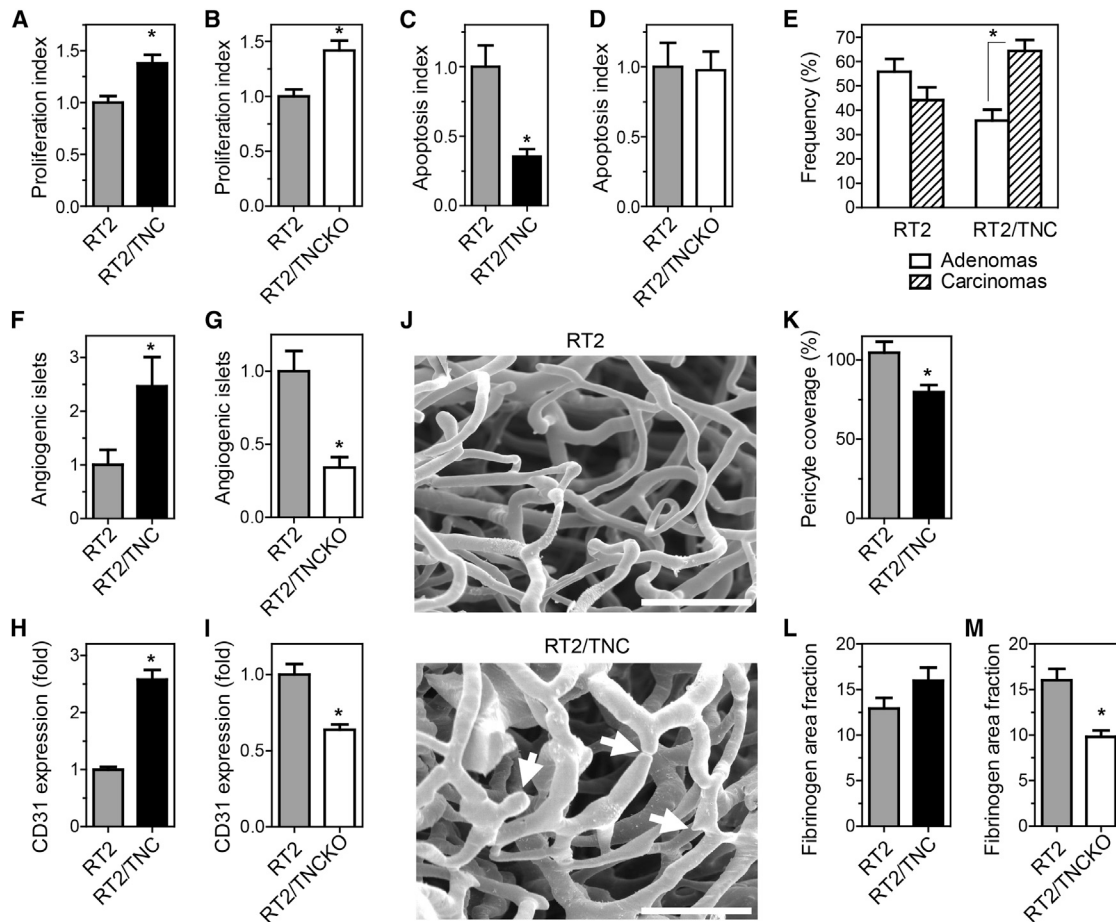 A
Proliferation index
1.5
1.0
0.5
0.0
*
RT2
RT2/TNC
B
Proliferation index
1.5
1.0
0.5
0.0
*
RT2
RT2/TNCKO
C
Apoptosis index
1.0
0.5
0.0
*
RT2
RT2/TNC
D
Apoptosis index
1.0
0.5
0.0
RT2
RT2/TNCKO
E
Frequency (%)
70
60
50
40
30
20
10
0
*
RT2
RT2/TNC
Adenomas
Carcinomas
F
Angiogenic islets
3
2
1
0
*
RT2
RT2/TNC
G
Angiogenic islets
1.0
0.5
0.0
*
RT2
RT2/TNCKO
H
CD31 expression (fold)
3
2
1
0
*
RT2
RT2/TNC
I
CD31 expression (fold)
1.0
0.5
0.0
*
RT2
RT2/TNCKO
J
RT2
RT2/TNC
K
Pericyte coverage (%)
100
50
0
*
RT2
RT2/TNC
L
Fibrinogen area fraction
20
15
10
5
0
RT2
RT2/TNC
M
Fibrinogen area fraction
20
15
10
5
0
*
RT2
RT2/TNCKO